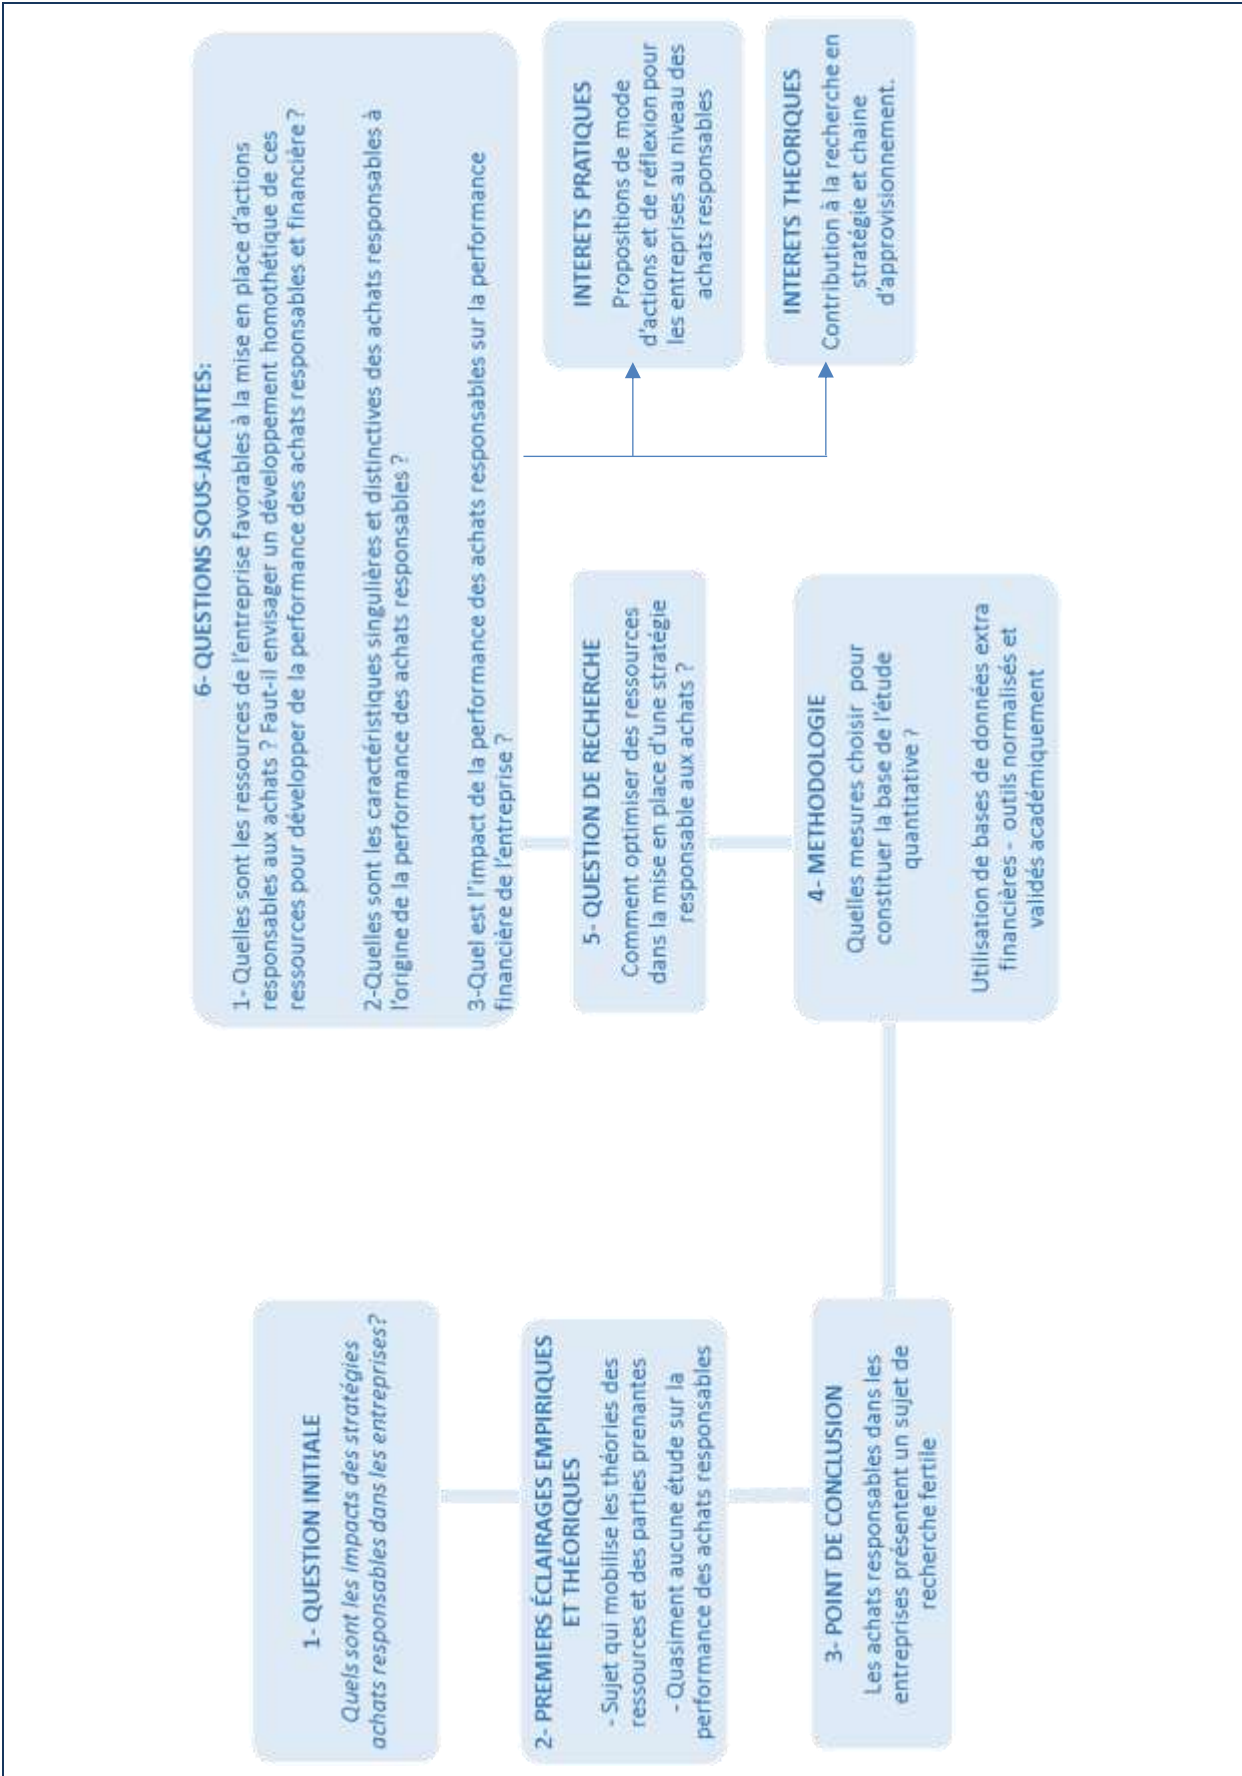 1- QUESTION INITIALE
Quels sont les impacts des stratégies
achats responsables dans les entreprises?
2- PREMIERS ÉCLAIRAGES EMPIRIQUES
ET THÉORIQUES
- Sujet qui mobilise les théories des
ressources et des parties prenantes
- Quasiment aucune étude sur la
performance des achats responsables
3- POINT DE CONCLUSION
Les achats responsables dans les
entreprises présentent un sujet de
recherche fertile
4- METHODOLOGIE
Quelles mesures choisir pour
constituer la base de l'étude
quantitative ?
Utilisation de bases de données extra
financières - outils normalisés et
validés académiquement
5- QUESTION DE RECHERCHE
Comment optimiser des ressources
dans la mise en place d'une stratégie
responsable aux achats ?
6- QUESTIONS SOUS-JACENTES:
1- Quelles sont les ressources de l'entreprise favorables à la mise en place d'actions
responsables aux achats ? Faut-il envisager un développement homothétique de ces
ressources pour développer de la performance des achats responsables et financière ?
2-Quelles sont les caractéristiques singulières et distinctives des achats responsables à
l'origine de la performance des achats responsables ?
3-Quel est l'impact de la performance des achats responsables sur la performance
financière de l'entreprise ?
INTERETS PRATIQUES
Propositions de mode
d'actions et de réflexion pour
les entreprises au niveau des
achats responsables
INTERETS THEORIQUES
Contribution à la recherche en
stratégie et chaine
d'approvisionnement.